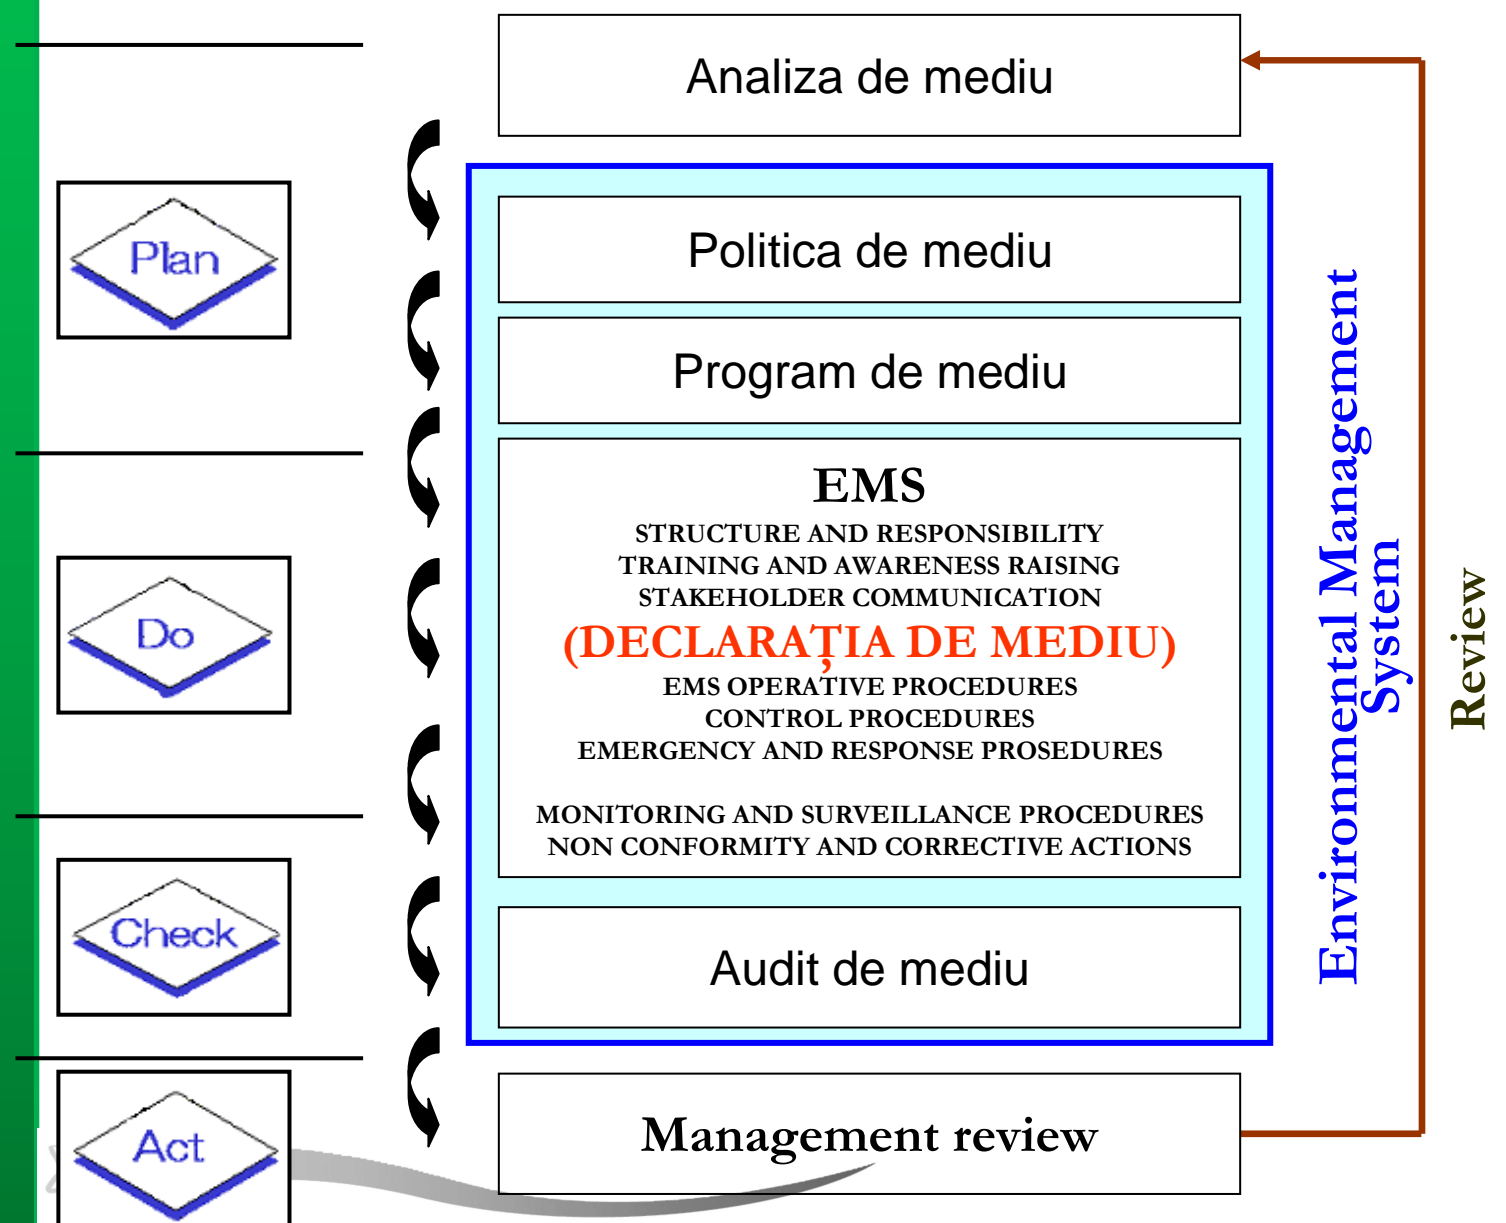 Analiza de mediu
Plan
Politica de mediu
Program de mediu
Do
EMS
STRUCTURE AND RESPONSIBILITY
TRAINING AND AWARENESS RAISING
STAKEHOLDER COMMUNICATION
(DECLARAȚIA DE MEDIU)
EMS OPERATIVE PROCEDURES
CONTROL PROCEDURES
EMERGENCY AND RESPONSE PROSEDURES
MONITORING AND SURVEILLANCE PROCEDURES
NON CONFORMITY AND CORRECTIVE ACTIONS
Check
Audit de mediu
Act
Management review
Environmental Management
System
Review